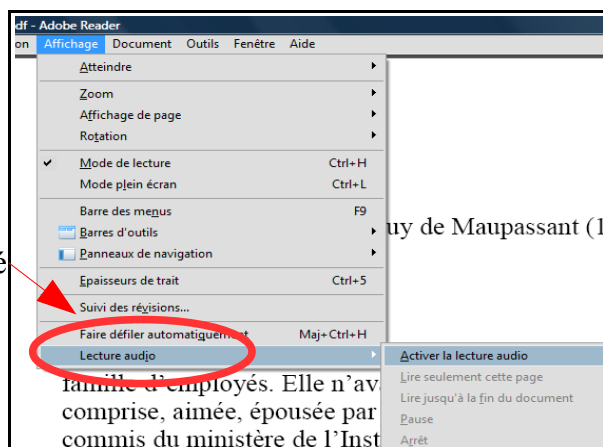 df - Adobe Reader
on Affichage Document Outils Fenêtre Aide
Atteindre
Zoom
Affichage de page
Rotation
Mode de lecture Ctrl+H
Mode plein écran Ctrl+L
Barre des menus F9
Barres d'outils
Panneaux de navigation
Epaisseurs de trait Ctrl+5
Suivi des révisions...
Faire défiler automatiquement Maj+Ctrl+H
Lecture audio
Activer la lecture audio
Lire seulement cette page
Lire jusqu'à la fin du document
Pause
Arrêt
uy de Maupassant (1
é
famille d'employés. Elle n'av
comprise, aimée, épousée par
commis du ministère de l'Inst